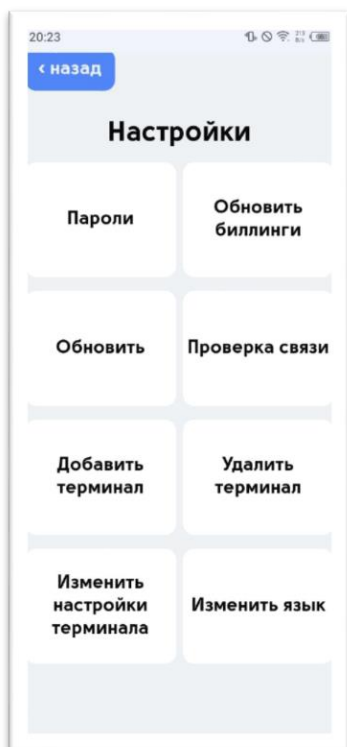 20:23
‹ назад
Настройки
Пароли
Обновить
биллинги
Обновить
Проверка связи
Добавить
терминал
Удалить
терминал
Изменить
настройки
терминала
Изменить язык